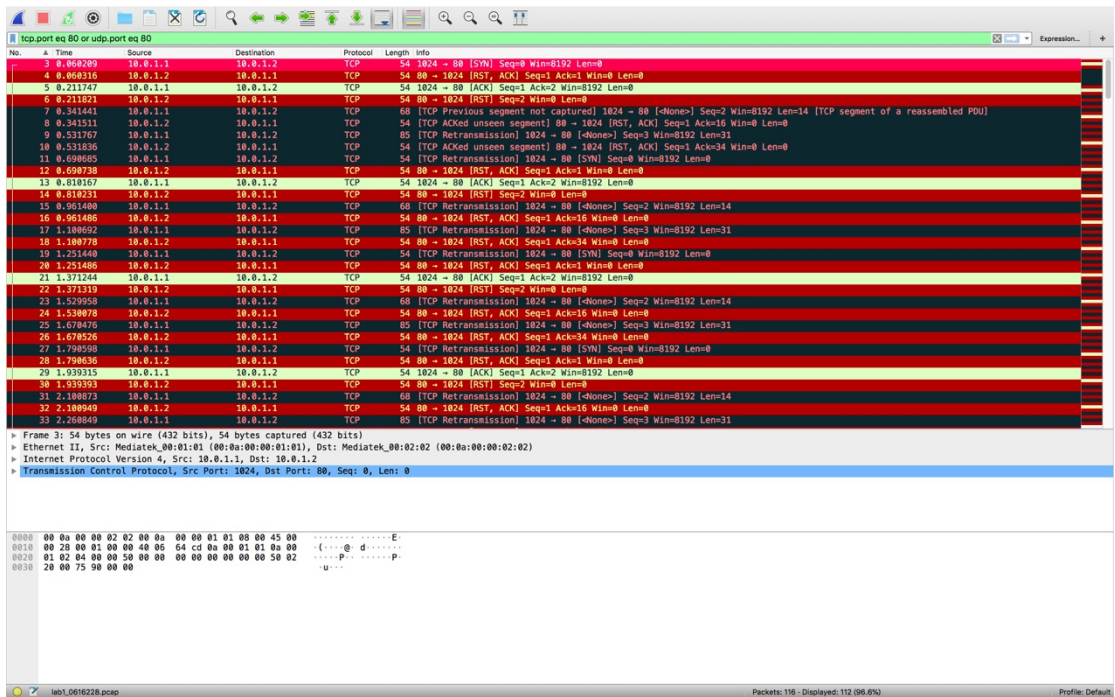 tcp.port eq 80 or udp.port eq 80 Expression... +
No. Time Source Destination Protocol Length Info
3 0.060209 10.0.1.1 10.0.1.2 TCP 54 1024 → 80 [SYN] Seq=0 Win=8192 Len=0
4 0.060316 10.0.1.2 10.0.1.1 TCP 54 80 → 1024 [RST, ACK] Seq=1 Ack=1 Win=0 Len=0
5 0.211747 10.0.1.1 10.0.1.2 TCP 54 1024 → 80 [ACK] Seq=1 Ack=2 Win=8192 Len=0
6 0.211821 10.0.1.2 10.0.1.1 TCP 54 80 → 1024 [RST] Seq=2 Win=0 Len=0
7 0.341441 10.0.1.1 10.0.1.2 TCP 68 [TCP Previous segment not captured] 1024 → 80 [<None>] Seq=2 Win=8192 Len=14 [TCP segment of a reassembled PDU]
8 0.341511 10.0.1.2 10.0.1.1 TCP 54 [TCP ACKed unseen segment] 80 → 1024 [RST, ACK] Seq=1 Ack=16 Win=0 Len=0
9 0.531767 10.0.1.1 10.0.1.2 TCP 85 [TCP Retransmission] 1024 → 80 [<None>] Seq=3 Win=8192 Len=31
10 0.531836 10.0.1.2 10.0.1.1 TCP 54 [TCP ACKed unseen segment] 80 → 1024 [RST, ACK] Seq=1 Ack=34 Win=0 Len=0
11 0.690685 10.0.1.1 10.0.1.2 TCP 54 [TCP Retransmission] 1024 → 80 [SYN] Seq=0 Win=8192 Len=0
12 0.690738 10.0.1.2 10.0.1.1 TCP 54 80 → 1024 [RST, ACK] Seq=1 Ack=1 Win=0 Len=0
13 0.810167 10.0.1.1 10.0.1.2 TCP 54 1024 → 80 [ACK] Seq=1 Ack=2 Win=8192 Len=0
14 0.810231 10.0.1.2 10.0.1.1 TCP 54 80 → 1024 [RST] Seq=2 Win=0 Len=0
15 0.961400 10.0.1.1 10.0.1.2 TCP 68 [TCP Retransmission] 1024 → 80 [<None>] Seq=2 Win=8192 Len=14
16 0.961486 10.0.1.2 10.0.1.1 TCP 54 80 → 1024 [RST, ACK] Seq=1 Ack=16 Win=0 Len=0
17 1.100692 10.0.1.1 10.0.1.2 TCP 85 [TCP Retransmission] 1024 → 80 [<None>] Seq=3 Win=8192 Len=31
18 1.100778 10.0.1.2 10.0.1.1 TCP 54 80 → 1024 [RST, ACK] Seq=1 Ack=34 Win=0 Len=0
19 1.251440 10.0.1.1 10.0.1.2 TCP 54 [TCP Retransmission] 1024 → 80 [SYN] Seq=0 Win=8192 Len=0
20 1.251486 10.0.1.2 10.0.1.1 TCP 54 80 → 1024 [RST, ACK] Seq=1 Ack=1 Win=0 Len=0
21 1.371244 10.0.1.1 10.0.1.2 TCP 54 1024 → 80 [ACK] Seq=1 Ack=2 Win=8192 Len=0
22 1.371319 10.0.1.2 10.0.1.1 TCP 54 80 → 1024 [RST] Seq=2 Win=0 Len=0
23 1.529958 10.0.1.1 10.0.1.2 TCP 68 [TCP Retransmission] 1024 → 80 [<None>] Seq=2 Win=8192 Len=14
24 1.530078 10.0.1.2 10.0.1.1 TCP 54 80 → 1024 [RST, ACK] Seq=1 Ack=16 Win=0 Len=0
25 1.670476 10.0.1.1 10.0.1.2 TCP 85 [TCP Retransmission] 1024 → 80 [<None>] Seq=3 Win=8192 Len=31
26 1.670526 10.0.1.2 10.0.1.1 TCP 54 80 → 1024 [RST, ACK] Seq=1 Ack=34 Win=0 Len=0
27 1.790598 10.0.1.1 10.0.1.2 TCP 54 [TCP Retransmission] 1024 → 80 [SYN] Seq=0 Win=8192 Len=0
28 1.790636 10.0.1.2 10.0.1.1 TCP 54 80 → 1024 [RST, ACK] Seq=1 Ack=1 Win=0 Len=0
29 1.939315 10.0.1.1 10.0.1.2 TCP 54 1024 → 80 [ACK] Seq=1 Ack=2 Win=8192 Len=0
30 1.939393 10.0.1.2 10.0.1.1 TCP 54 80 → 1024 [RST] Seq=2 Win=0 Len=0
31 2.100873 10.0.1.1 10.0.1.2 TCP 68 [TCP Retransmission] 1024 → 80 [<None>] Seq=2 Win=8192 Len=14
32 2.100949 10.0.1.2 10.0.1.1 TCP 54 80 → 1024 [RST, ACK] Seq=1 Ack=16 Win=0 Len=0
33 2.260849 10.0.1.1 10.0.1.2 TCP 85 [TCP Retransmission] 1024 → 80 [<None>] Seq=3 Win=8192 Len=31
Frame 3: 54 bytes on wire (432 bits), 54 bytes captured (432 bits)
Ethernet II, Src: Mediatek_00:01:01 (00:0a:00:00:01:01), Dst: Mediatek_00:02:02 (00:0a:00:00:02:02)
Internet Protocol Version 4, Src: 10.0.1.1, Dst: 10.0.1.2
Transmission Control Protocol, Src Port: 1024, Dst Port: 80, Seq: 0, Len: 0
0000 00 0a 00 00 02 02 00 0a 00 00 01 01 08 00 45 00 ········ ······E·
0010 00 28 00 01 00 00 40 06 64 cd 0a 00 01 01 0a 00 ·(····@· d·······
0020 01 02 04 00 00 50 00 00 00 00 00 00 00 00 50 02 ·····P·· ······P·
0030 20 00 75 90 00 00 ·u···
lab1_0616228.pcap Packets: 116 · Displayed: 112 (96.6%) Profile: Default